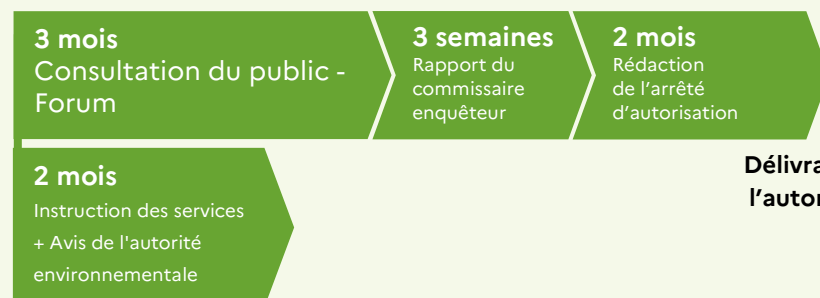 3 mois
Consultation du public -
Forum
3 semaines
Rapport du
commissaire
enquêteur
2 mois
Rédaction
de l'arrêté
d'autorisation
2 mois
Instruction des services
+ Avis de l'autorité
environnementale